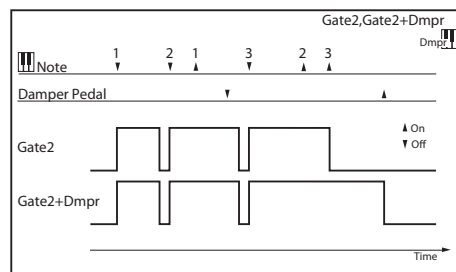 Gate2,Gate2+Dmpr
Dmpr
1 2 1 3 2 3
Note
Damper Pedal
Gate2
On
Off
Gate2+Dmpr
Time